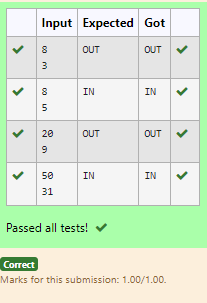 Input Expected Got
8 OUT OUT
3
8 IN IN
5
20 OUT OUT
9
50 IN IN
31
Passed all tests!
Correct
Marks for this submission: 1.00/1.00.